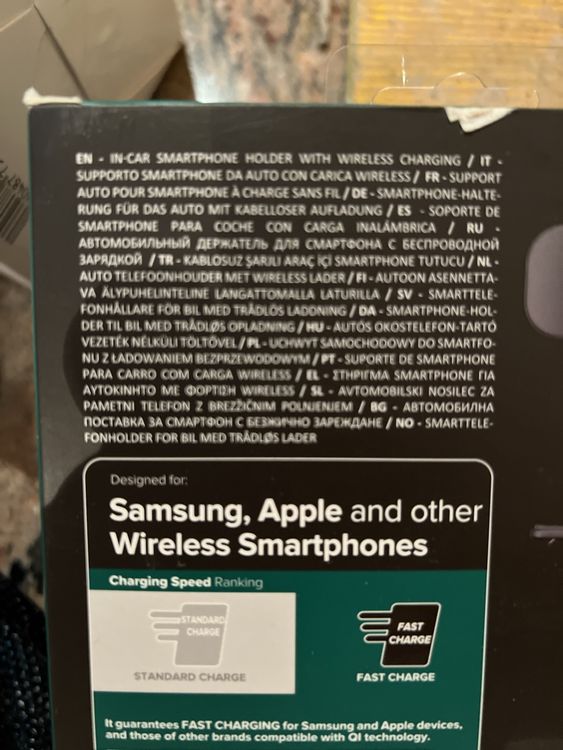 EN - IN-CAR SMARTPHONE HOLDER WITH WIRELESS CHARGING / IT -
SUPPORTO SMARTPHONE DA AUTO CON CARICA WIRELESS / FR - SUPPORT
AUTO POUR SMARTPHONE À CHARGE SANS FIL / DE - SMARTPHONE-HALTE-
RUNG FÜR DAS AUTO MIT KABELLOSER AUFLADUNG / ES - SOPORTE DE
SMARTPHONE PARA COCHE CON CARGA INALÁMBRICA / RU -
АВТОМОБИЛЬНЫЙ ДЕРЖАТЕЛЬ ДЛЯ СМАРТФОНА С БЕСПРОВОДНОЙ
ЗАРЯДКОЙ / TR - KABLOSUZ ŞARJLI ARAÇ İÇİ SMARTPHONE TUTUCU / NL -
AUTO TELEFOONHOUDER MET WIRELESS LADER / FI - AUTOON ASENNETTA-
VA ÄLYPUHELINTELINE LANGATTOMALLA LATURILLA / SV - SMARTTELE-
FONHÅLLARE FÖR BIL MED TRÅDLÖS LADDNING / DA - SMARTPHONE-HOL-
DER TIL BIL MED TRÅDLØS OPLADNING / HU - AUTÓS OKOSTELEFON-TARTÓ
VEZETÉK NÉLKÜLI TÖLTŐVEL / PL - UCHWYT SAMOCHODOWY DO SMARTFO-
NU Z ŁADOWANIEM BEZPRZEWODOWYM / PT - SUPORTE DE SMARTPHONE
PARA CARRO COM CARGA WIRELESS / EL - ΣΤΗΡΙΓΜΑ SMARTPHONE ΓΙΑ
ΑΥΤΟΚΙΝΗΤΟ ΜΕ ΦΟΡΤΙΣΗ WIRELESS / SL - AVTOMOBILSKI NOSILEC ZA
PAMETNI TELEFON Z BREZŽIČNIM POLNJENJEM / BG - АВТОМОБИЛНА
ПОСТАВКА ЗА СМАРТФОН С БЕЗЖИЧНО ЗАРЕЖДАНЕ / NO - SMARTTELE-
FONHOLDER FOR BIL MED TRÅDLØS LADER
Designed for:
Samsung, Apple and other
Wireless Smartphones
Charging Speed Ranking
STANDARD
CHARGE
STANDARD CHARGE
FAST
CHARGE
FAST CHARGE
It guarantees FAST CHARGING for Samsung and Apple devices,
and those of other brands compatible with QI technology.